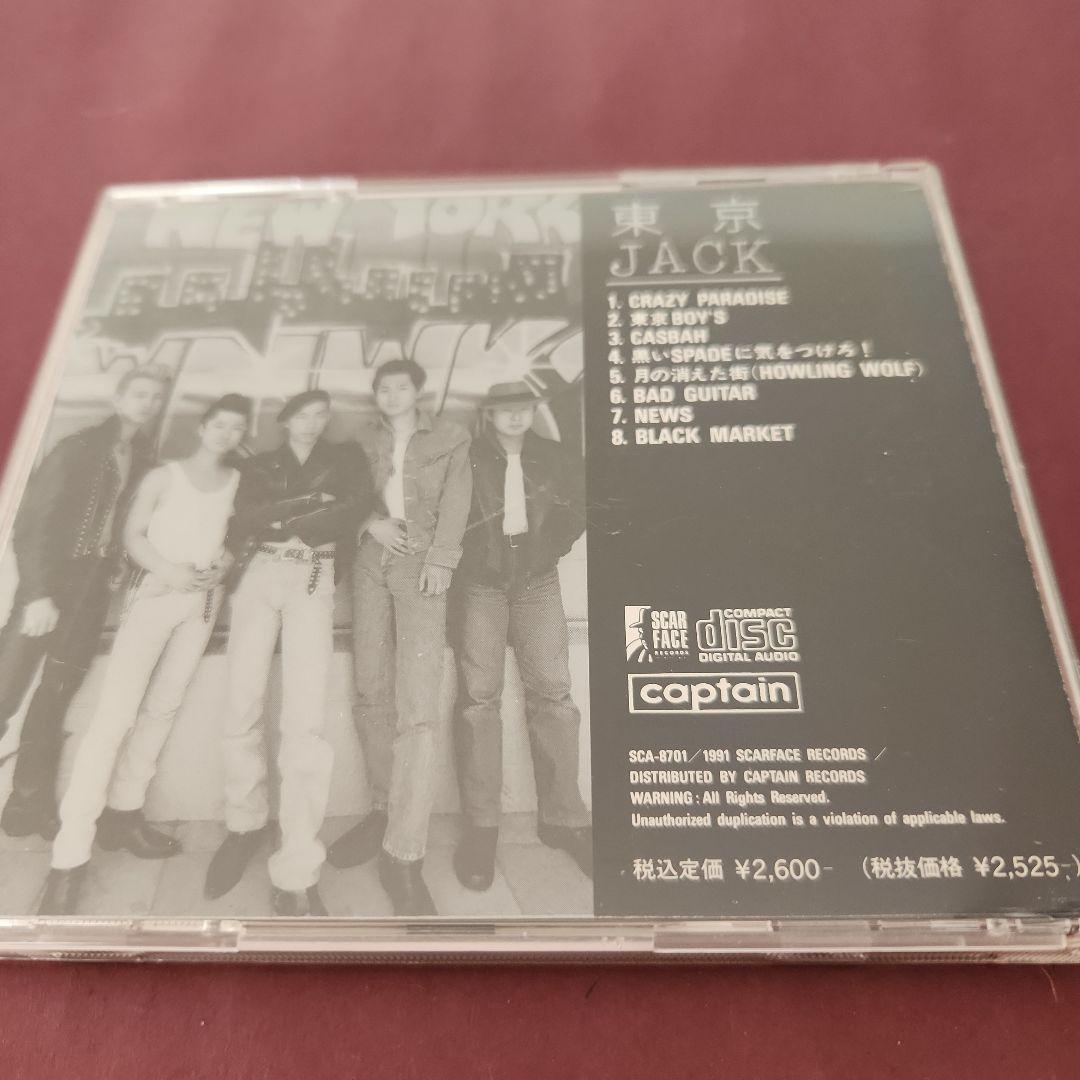 NEW YORK
東京
JACK
1. CRAZY PARADISE
2. 東京BOY'S
3. CASBAH
4. 黒いSPADEに気をつけろ!
5. 月の消えた街(HOWLING WOLF)
6. BAD GUITAR
7. NEWS
8. BLACK MARKET
SCAR FACE RECORDS
COMPACT disc DIGITAL AUDIO
captain
SCA-8701/1991 SCARFACE RECORDS /
DISTRIBUTED BY CAPTAIN RECORDS
WARNING: All Rights Reserved.
Unauthorized duplication is a violation of applicable laws.
税込定価 ¥2,600- (税抜価格 ¥2,525-)